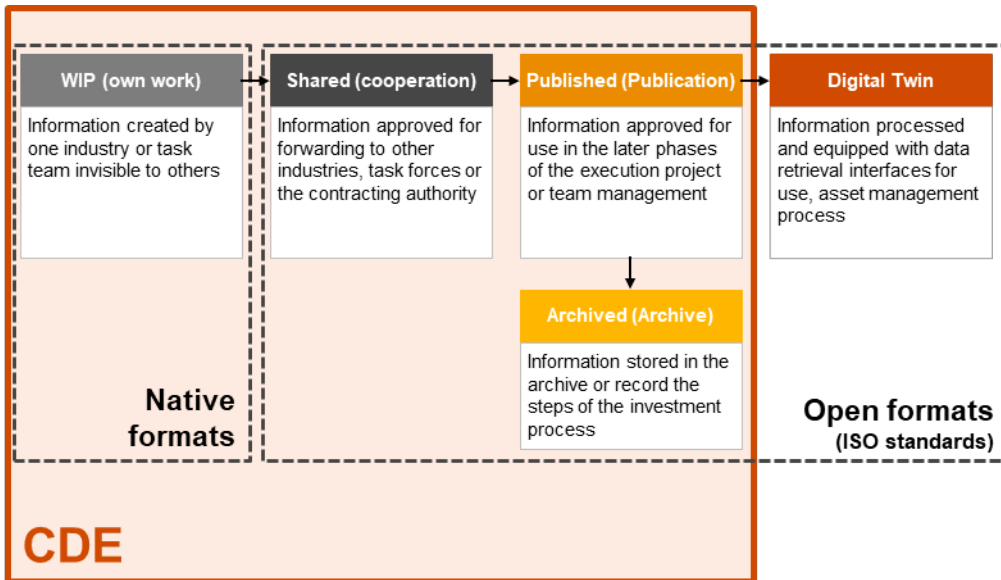 WIP (own work)
Information created by
one industry or task
team invisible to others
Shared (cooperation)
Information approved for
forwarding to other
industries, task forces or
the contracting authority
Published (Publication)
Information approved for
use in the later phases
of the execution project
or team management
Digital Twin
Information processed
and equipped with data
retrieval interfaces for
use, asset management
process
Archived (Archive)
Information stored in the
archive or record the
steps of the investment
process
Native
formats
Open formats
(ISO standards)
CDE